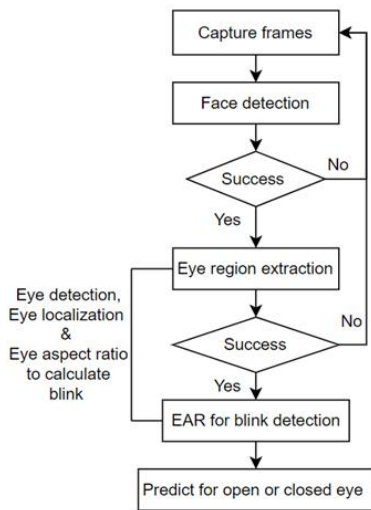 Capture frames
Face detection
Success
No
Yes
Eye region extraction
Eye detection,
Eye localization
&
Eye aspect ratio
to calculate
blink
Success
No
Yes
EAR for blink detection
Predict for open or closed eye